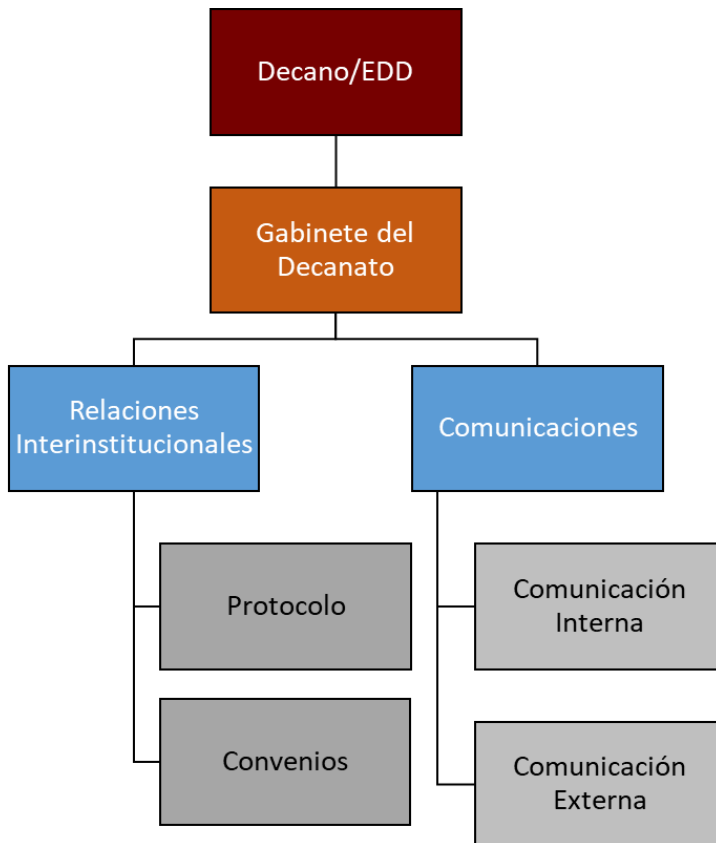 Decano/EDD
Gabinete del
Decanato
Relaciones
Interinstitucionales
Comunicaciones
Protocolo
Comunicación
Interna
Convenios
Comunicación
Externa